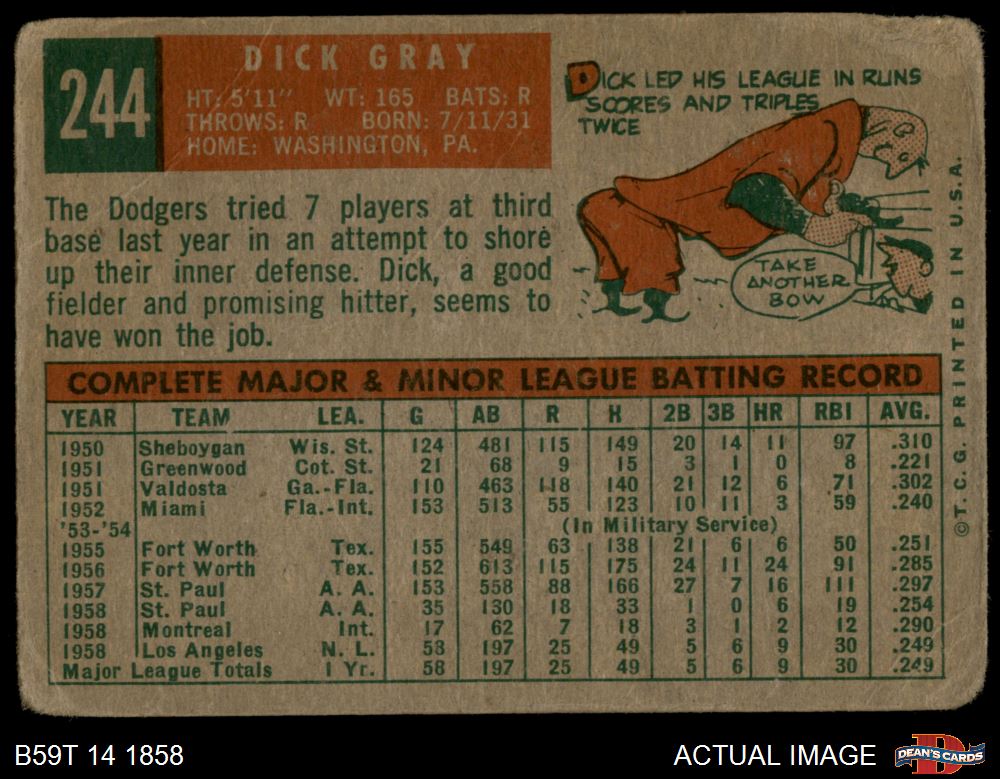 244
DICK GRAY
HT: 5'11" WT: 165 BATS: R
THROWS: R BORN: 7/11/31
HOME: WASHINGTON, PA.
The Dodgers tried 7 players at third
base last year in an attempt to shore
up their inner defense. Dick, a good
fielder and promising hitter, seems to
have won the job.
DICK LED HIS LEAGUE IN RUNS
SCORES AND TRIPLES
TWICE
TAKE
ANOTHER
BOW
COMPLETE MAJOR & MINOR LEAGUE BATTING RECORD
YEAR TEAM LEA. G AB R H 2B 3B HR RBI AVG.
1950 Sheboygan Wis. St. 124 481 115 149 20 14 11 97 .310
1951 Greenwood Cot. St. 21 68 9 15 3 1 0 8 .221
1951 Valdosta Ga.-Fla. 110 463 118 140 21 12 6 71 .302
1952 Miami Fla.-Int. 153 513 55 123 10 11 3 59 .240
'53-'54 (In Military Service)
1955 Fort Worth Tex. 155 549 63 138 21 6 6 50 .251
1956 Fort Worth Tex. 152 613 115 175 24 11 24 91 .285
1957 St. Paul A. A. 153 558 88 166 27 7 16 111 .297
1958 St. Paul A. A. 35 130 18 33 1 0 6 19 .254
1958 Montreal Int. 17 62 7 18 3 1 2 12 .290
1958 Los Angeles N. L. 58 197 25 49 5 6 9 30 .249
Major League Totals 1 Yr. 58 197 25 49 5 6 9 30 .249
©T.C.G. PRINTED IN U.S.A.
B59T 14 1858
ACTUAL IMAGE
DEAN'S CARDS